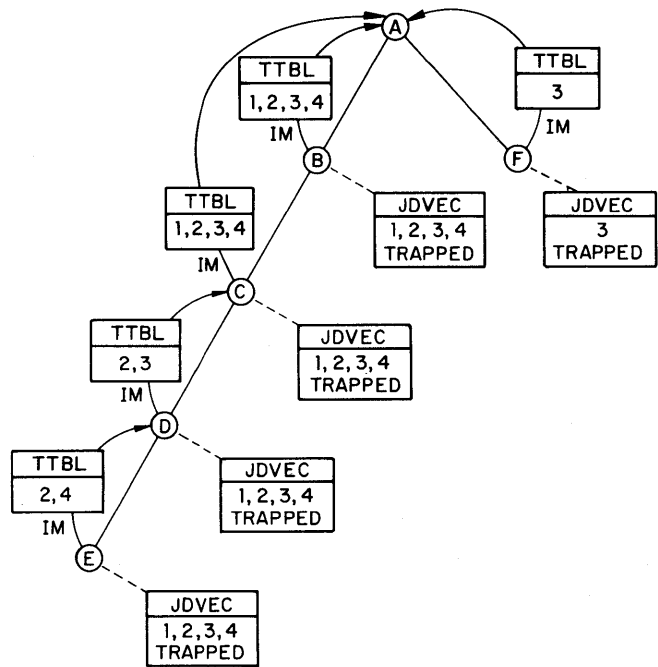 A
TTBL
1,2,3,4
IM
TTBL
3
IM
B
F
JDVEC
1,2,3,4
TRAPPED
JDVEC
3
TRAPPED
TTBL
1,2,3,4
IM
C
JDVEC
1,2,3,4
TRAPPED
TTBL
2,3
IM
D
JDVEC
1,2,3,4
TRAPPED
TTBL
2,4
IM
E
JDVEC
1,2,3,4
TRAPPED